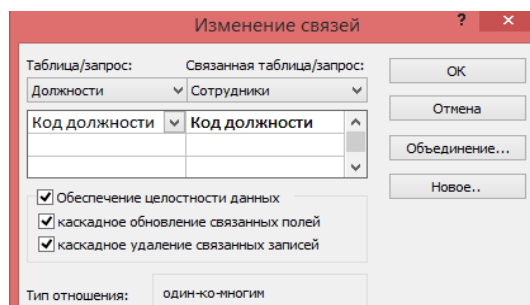 Изменение связей ? ×
Таблица/запрос: Связанная таблица/запрос:
Должности Сотрудники
Код должности Код должности
Обеспечение целостности данных
каскадное обновление связанных полей
каскадное удаление связанных записей
Тип отношения: один-ко-многим
ОК
Отмена
Объединение...
Новое..